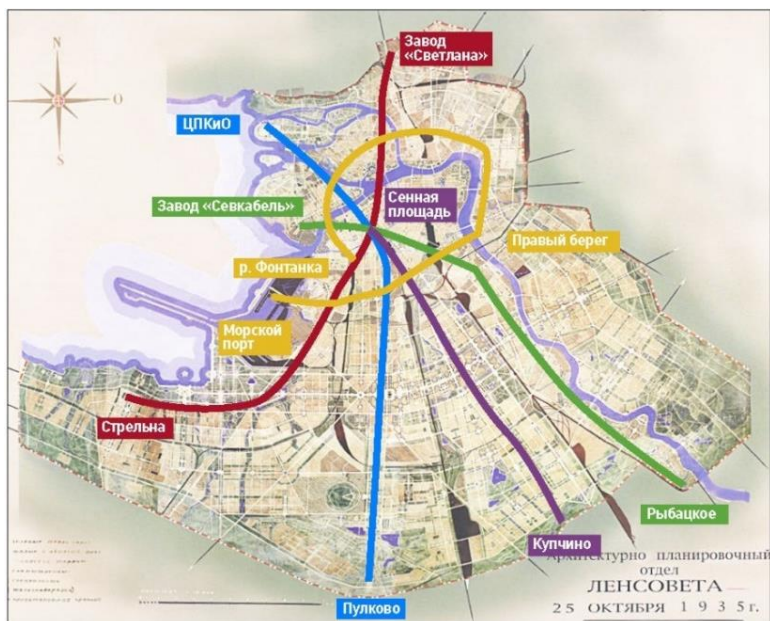 Завод
«Светлана»
N
O
S
ЦПКиО
Завод «Севкабель»
Сенная
площадь
Правый берег
р. Фонтанка
Морской
порт
Стрельна
Рыбацкое
Купчино
Пулково
Архитектурно планировочный
отдел
ЛЕНСОВЕТА
25 ОКТЯБРЯ 1935г.